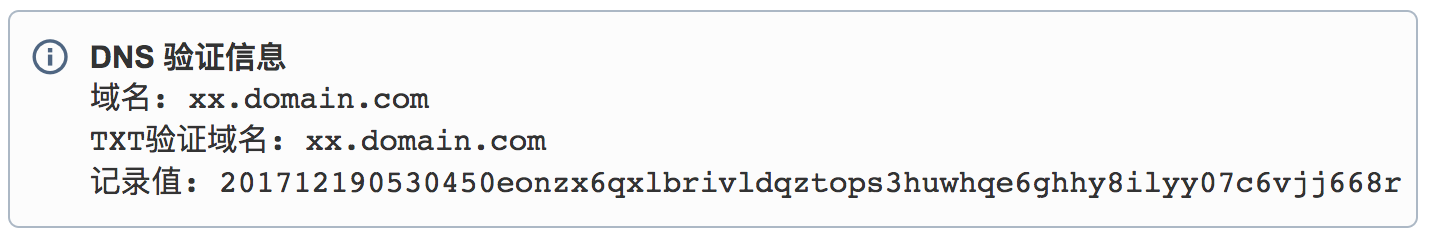 DNS 验证信息
域名: xx.domain.com
TXT验证域名: xx.domain.com
记录值: 201712190530450eonzx6qxlbrivldqztops3huwhqe6ghhy8ilyy07c6vjj668r